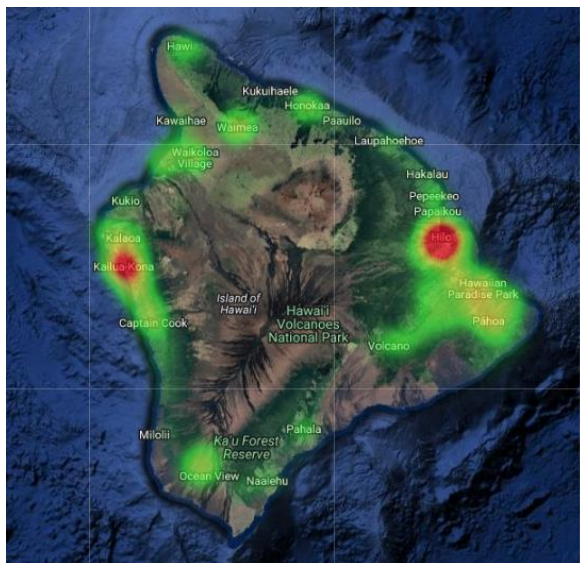 Hawi
Kukuihaele
Honokaa
Kawaihae
Waimea
Paauilo
Laupahoehoe
Waikoloa
Village
Hakalau
Kukio
Pepeekeo
Papaikou
Kalaoa
Hilo
Kailua-Kona
Hawaiian
Paradise Park
Island of
Hawai'i
Hawai'i
Volcanoes
National Park
Captain Cook
Pāhoa
Volcano
Pahala
Milolii
Ka'u Forest
Reserve
Ocean View
Naalehu